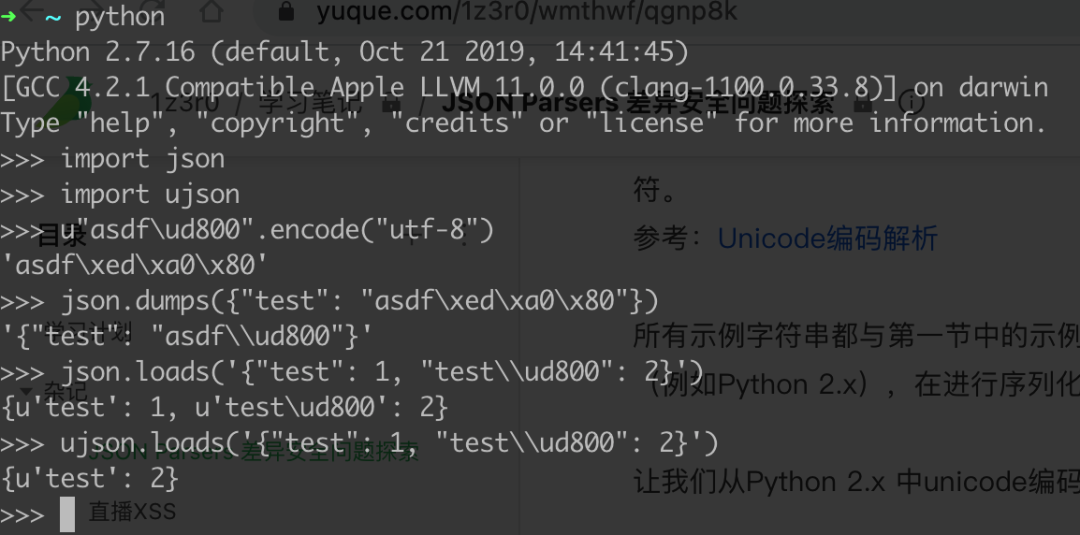 yuque.com/1z3r0/wmthwf/qgnp8k
➜ ~ python
Python 2.7.16 (default, Oct 21 2019, 14:41:45)
[GCC 4.2.1 Compatible Apple LLVM 11.0.0 (clang-1100.0.33.8)] on darwin
1z3r0 / 学习笔记 / JSON Parsers 差异安全问题探索
Type "help", "copyright", "credits" or "license" for more information.
>>> import json
>>> import ujson
符。
>>> u"asdf\ud800".encode("utf-8")
目录
参考：Unicode编码解析
'asdf\xed\xa0\x80'
>>> json.dumps({"test": "asdf\xed\xa0\x80"})
'{"test": "asdf\\ud800"}'
学习计划
所有示例字符串都与第一节中的示例
>>> json.loads('{"test": 1, "test\\ud800": 2}')
杂记
（例如Python 2.x），在进行序列化
{u'test': 1, u'test\ud800': 2}
>>> ujson.loads('{"test": 1, "test\\ud800": 2}')
JSON Parsers 差异安全问题探索
{u'test': 2}
让我们从Python 2.x 中unicode编码
>>>
直播XSS